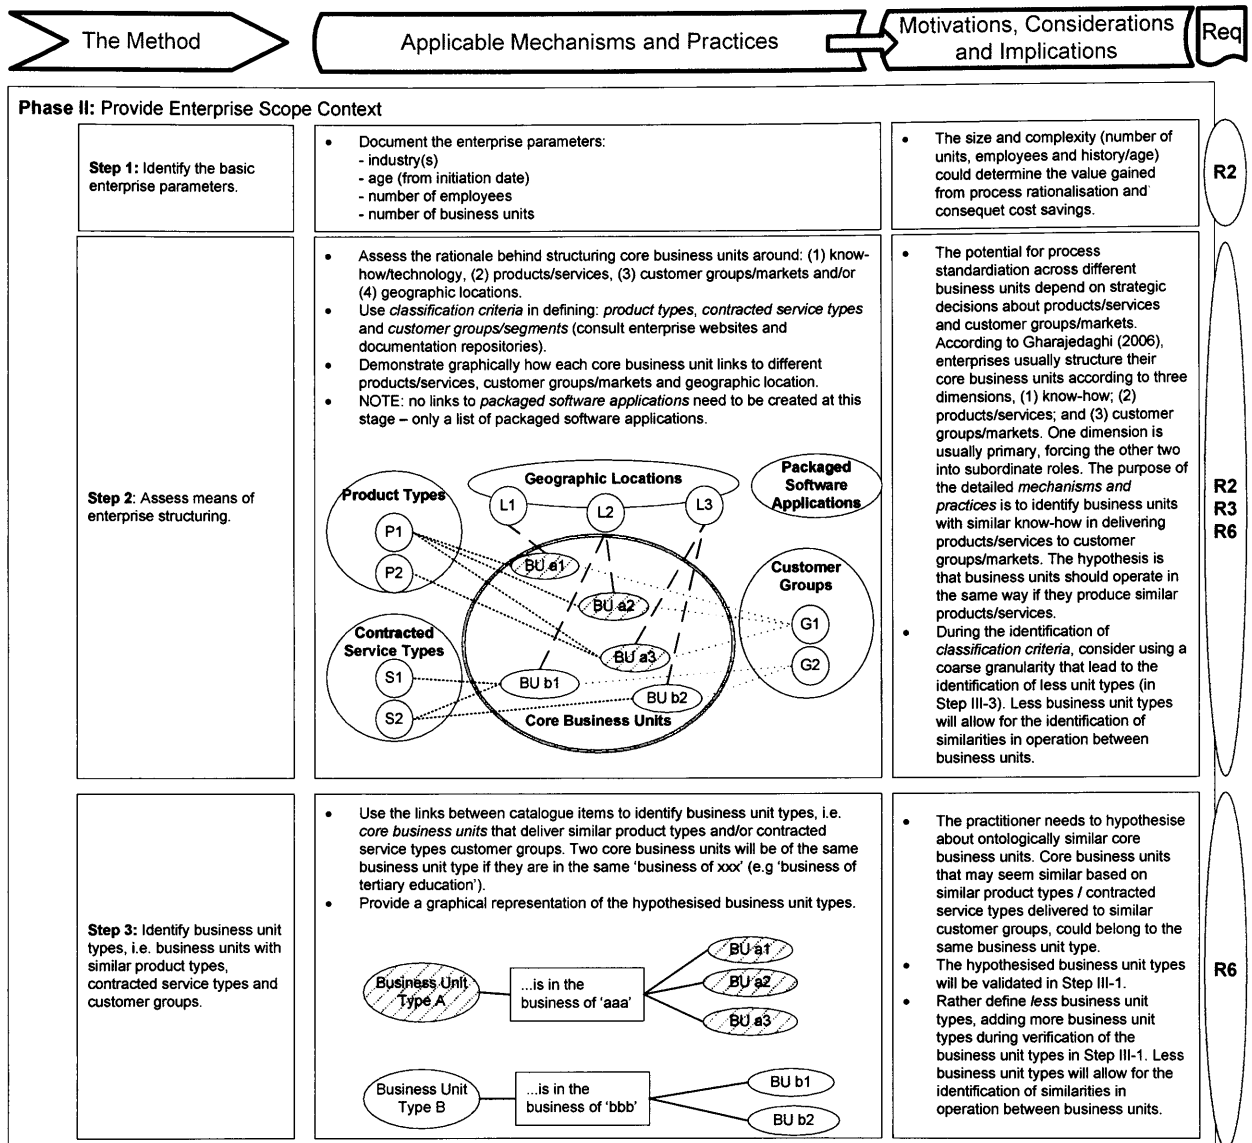 The Method
Applicable Mechanisms and Practices
Motivations, Considerations
and Implications
Req
Phase II: Provide Enterprise Scope Context
Step 1: Identify the basic
enterprise parameters.
• Document the enterprise parameters:
- industry(s)
- age (from initiation date)
- number of employees
- number of business units
• The size and complexity (number of
units, employees and history/age)
could determine the value gained
from process rationalisation and
consequet cost savings.
R2
Step 2: Assess means of
enterprise structuring.
• Assess the rationale behind structuring core business units around: (1) know-
how/technology, (2) products/services, (3) customer groups/markets and/or
(4) geographic locations.
• Use classification criteria in defining: product types, contracted service types
and customer groups/segments (consult enterprise websites and
documentation repositories).
• Demonstrate graphically how each core business unit links to different
products/services, customer groups/markets and geographic location.
• NOTE: no links to packaged software applications need to be created at this
stage – only a list of packaged software applications.
Geographic Locations
L1
L2
L3
Packaged
Software
Applications
Product Types
P1
P2
Contracted
Service Types
S1
S2
BU a1
BU a2
BU a3
BU b1
BU b2
Core Business Units
Customer
Groups
G1
G2
• The potential for process
standardiation across different
business units depend on strategic
decisions about products/services
and customer groups/markets.
According to Gharajedaghi (2006),
enterprises usually structure their
core business units according to three
dimensions, (1) know-how; (2)
products/services; and (3) customer
groups/markets. One dimension is
usually primary, forcing the other two
into subordinate roles. The purpose of
the detailed mechanisms and
practices is to identify business units
with similar know-how in delivering
products/services to customer
groups/markets. The hypothesis is
that business units should operate in
the same way if they produce similar
products/services.
• During the identification of
classification criteria, consider using a
coarse granularity that lead to the
identification of less unit types (in
Step III-3). Less business unit types
will allow for the identification of
similarities in operation between
business units.
R2
R3
R6
Step 3: Identify business unit
types, i.e. business units with
similar product types,
contracted service types and
customer groups.
• Use the links between catalogue items to identify business unit types, i.e.
core business units that deliver similar product types and/or contracted
service types customer groups. Two core business units will be of the same
business unit type if they are in the same ‘business of xxx’ (e.g ‘business of
tertiary education’).
• Provide a graphical representation of the hypothesised business unit types.
Business Unit
Type A
...is in the
business of ‘aaa’
BU a1
BU a2
BU a3
Business Unit
Type B
...is in the
business of ‘bbb’
BU b1
BU b2
• The practitioner needs to hypothesise
about ontologically similar core
business units. Core business units
that may seem similar based on
similar product types / contracted
service types delivered to similar
customer groups, could belong to the
same business unit type.
• The hypothesised business unit types
will be validated in Step III-1.
• Rather define less business unit
types, adding more business unit
types during verification of the
business unit types in Step III-1. Less
business unit types will allow for the
identification of similarities in
operation between business units.
R6